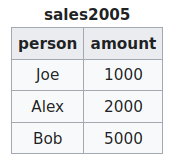 sales2005
person amount
Joe 1000
Alex 2000
Bob 5000